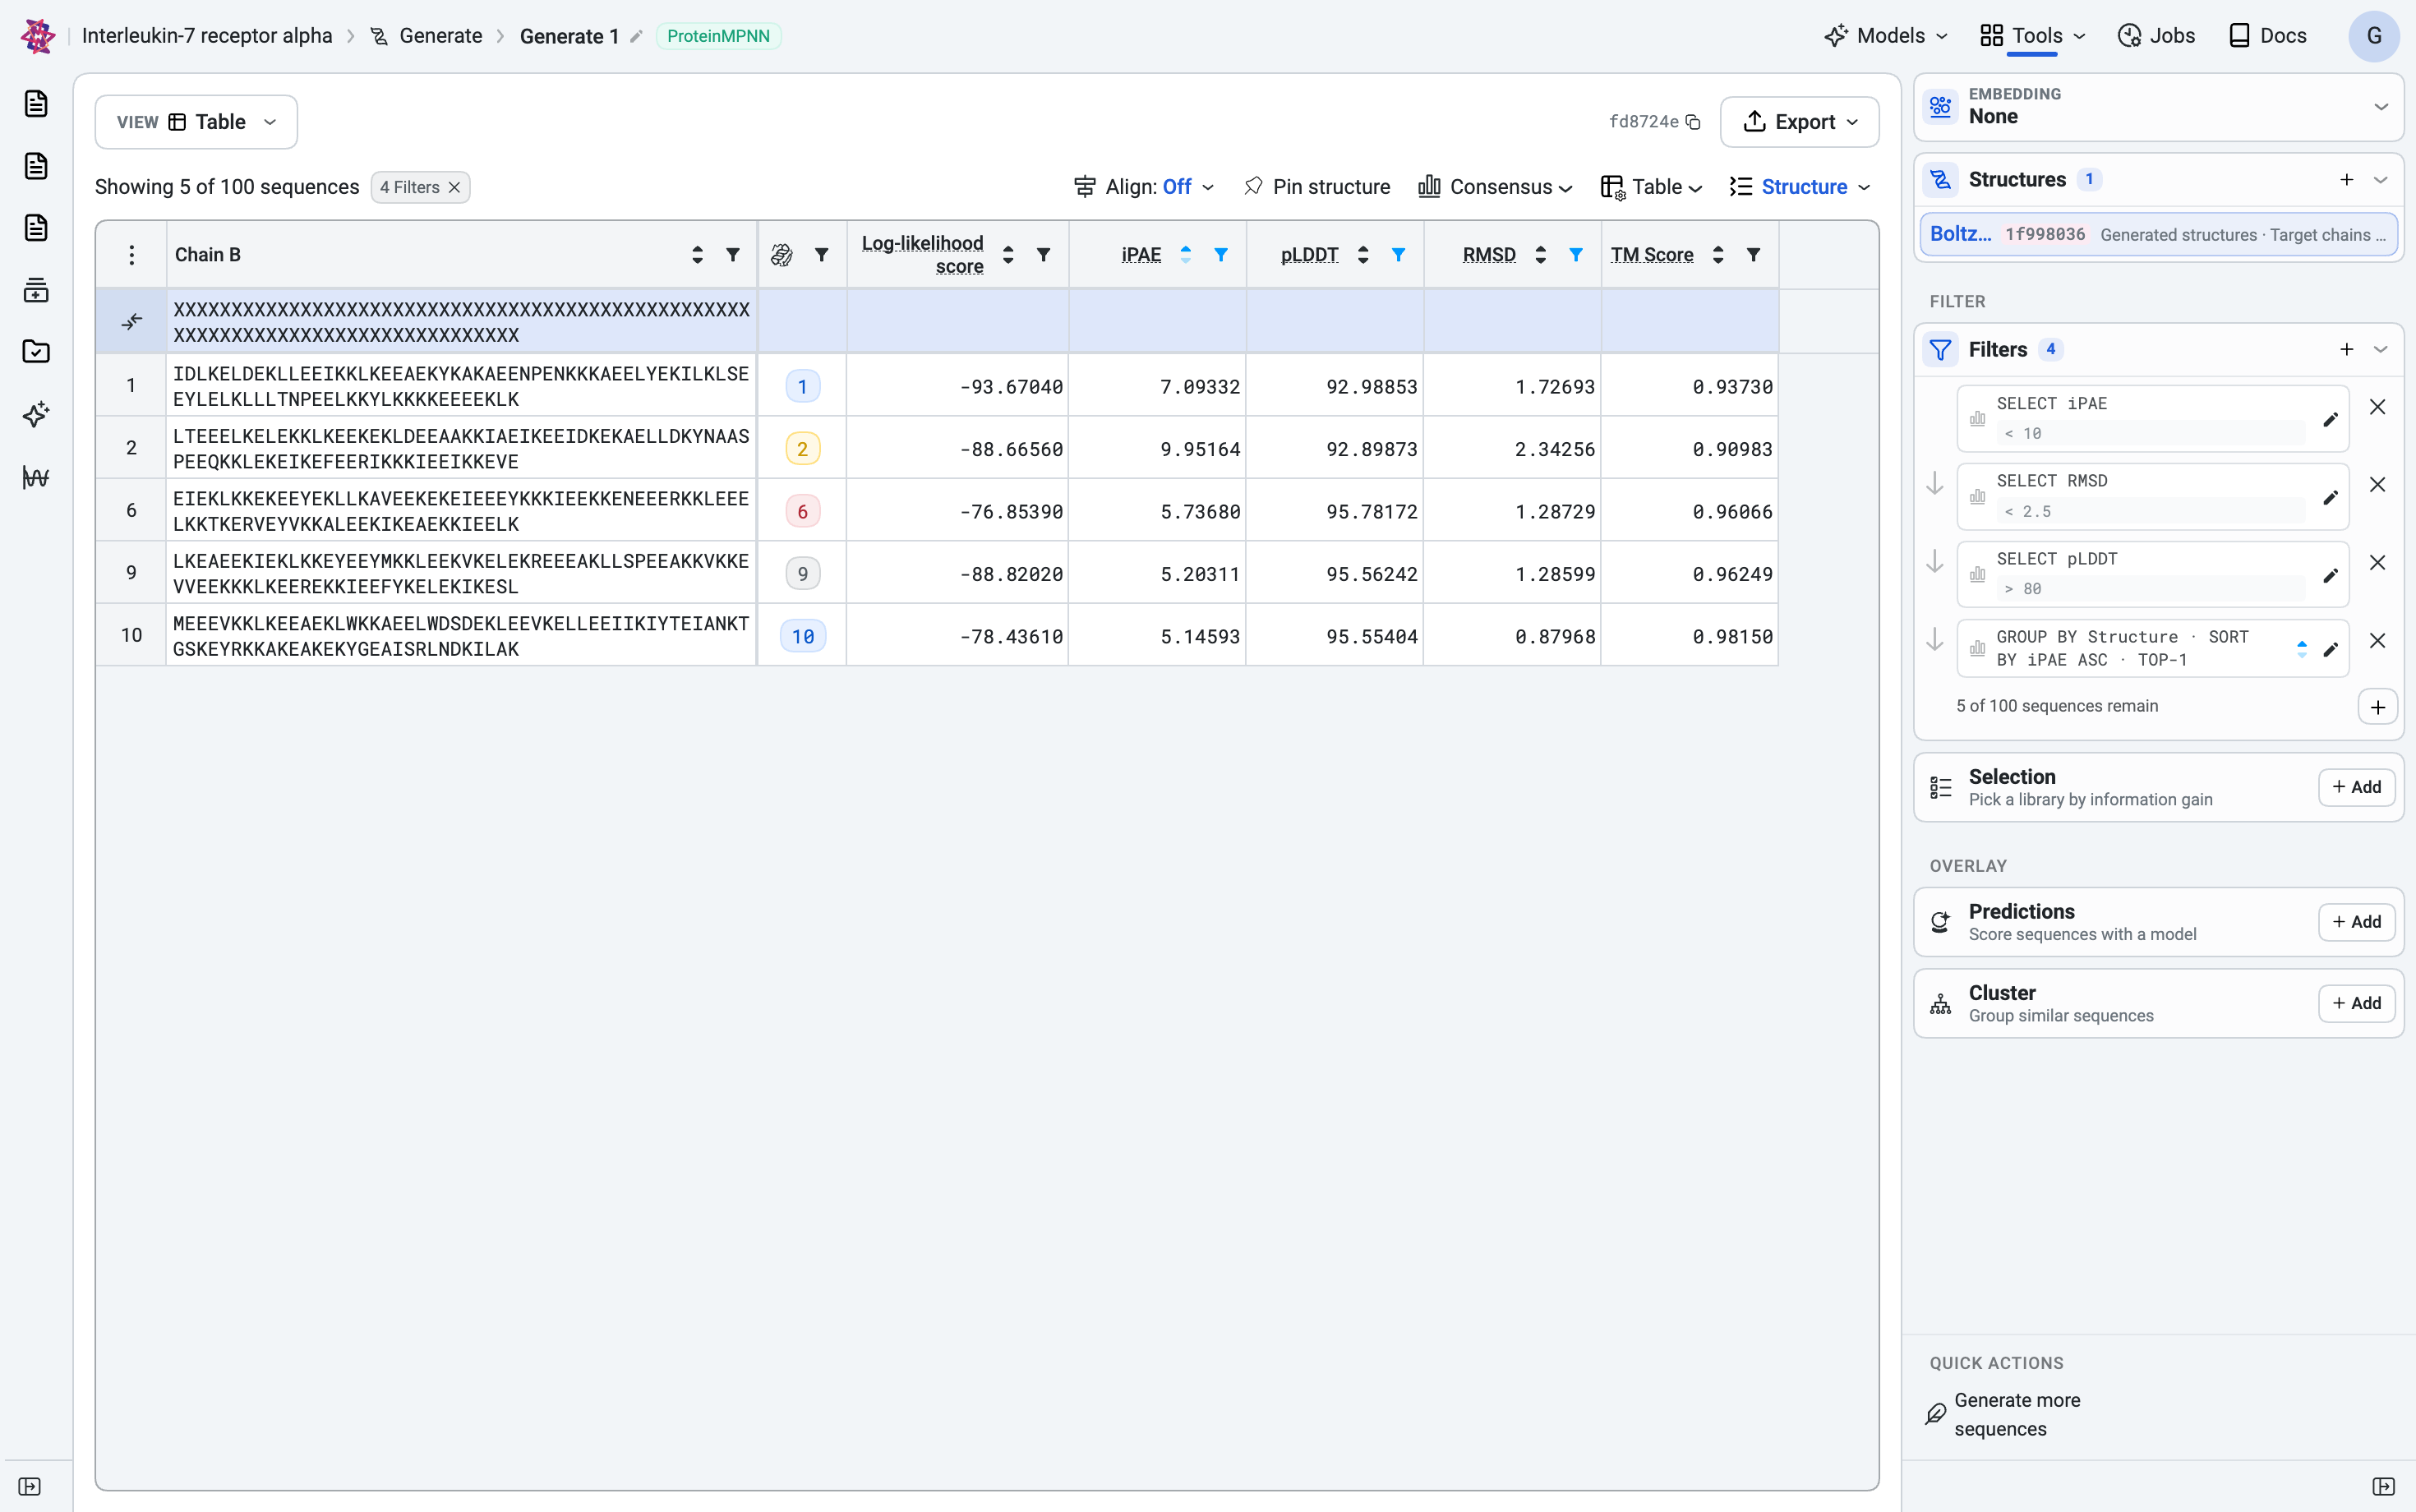 Interleukin-7 receptor alpha
Generate
Generate 1
ProteinMPNN
Models
Tools
Jobs
Docs
G
VIEW Table
fd8724e
Export
Showing 5 of 100 sequences
4 Filters
Align: Off
Pin structure
Consensus
Table
Structure
Chain B
Log-likelihood score
iPAE
pLDDT
RMSD
TM Score
XXXXXXXXXXXXXXXXXXXXXXXXXXXXXXXXXXXXXXXXXXXXXXXXXX
XXXXXXXXXXXXXXXXXXXXXXXXXXXXXX
1
IDLKELDEKLLEEIKKLKEEAEKYKAKAEENPENKKKAEELYEKILKLSE
EYLELKLLLTNPEELKKYLKKKKEEEEKLK
1
-93.67040
7.09332
92.98853
1.72693
0.93730
2
LTEEELKELEKKLKEEKEKLDEEAAKKIAEIKEEIDKEKAELLDKYNAAS
PEEQKKLEKEIKEFEERIKKKIEEIKKEVE
2
-88.66560
9.95164
92.89873
2.34256
0.90983
6
EIEKLKKEKEEYEKLLKAVEEKEKEIEEEYKKKIEEKKENEEERKKLEEE
LKKTKERVEYVKKALEEKIKEAEKKIEELK
6
-76.85390
5.73680
95.78172
1.28729
0.96066
9
LKEAEEKIEKLKKEYEEYMKKLEEKVKELEKREEEAKLLSPEEAKKVKKE
VVEEKKKLKEEREKKIEEFYKELEKIKESL
9
-88.82020
5.20311
95.56242
1.28599
0.96249
10
MEEEVKKLKEEAEKLWKKAEELWDSDEKLEEVKELLEEIIKIYTEIANKT
GSKEYRKKAKEAKEKYGEAISRLNDKILAK
10
-78.43610
5.14593
95.55404
0.87968
0.98150
EMBEDDING
None
Structures 1
Boltz... 1f998036 Generated structures · Target chains ...
FILTER
Filters 4
SELECT iPAE
< 10
SELECT RMSD
< 2.5
SELECT pLDDT
> 80
GROUP BY Structure · SORT
BY iPAE ASC · TOP-1
5 of 100 sequences remain
Selection
Pick a library by information gain
Add
OVERLAY
Predictions
Score sequences with a model
Add
Cluster
Group similar sequences
Add
QUICK ACTIONS
Generate more
sequences